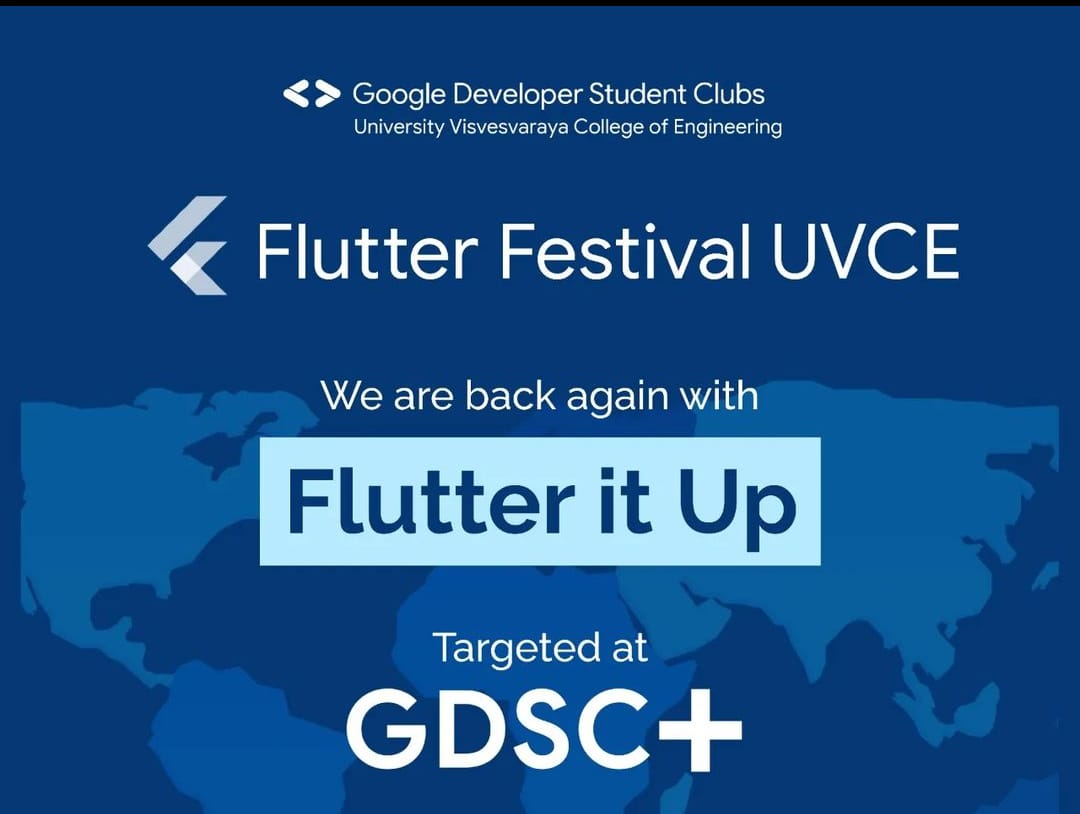 Google Developer Student Clubs
University Visvesvaraya College of Engineering
Flutter Festival UVCE
We are back again with
Flutter it Up
Targeted at
GDSC+